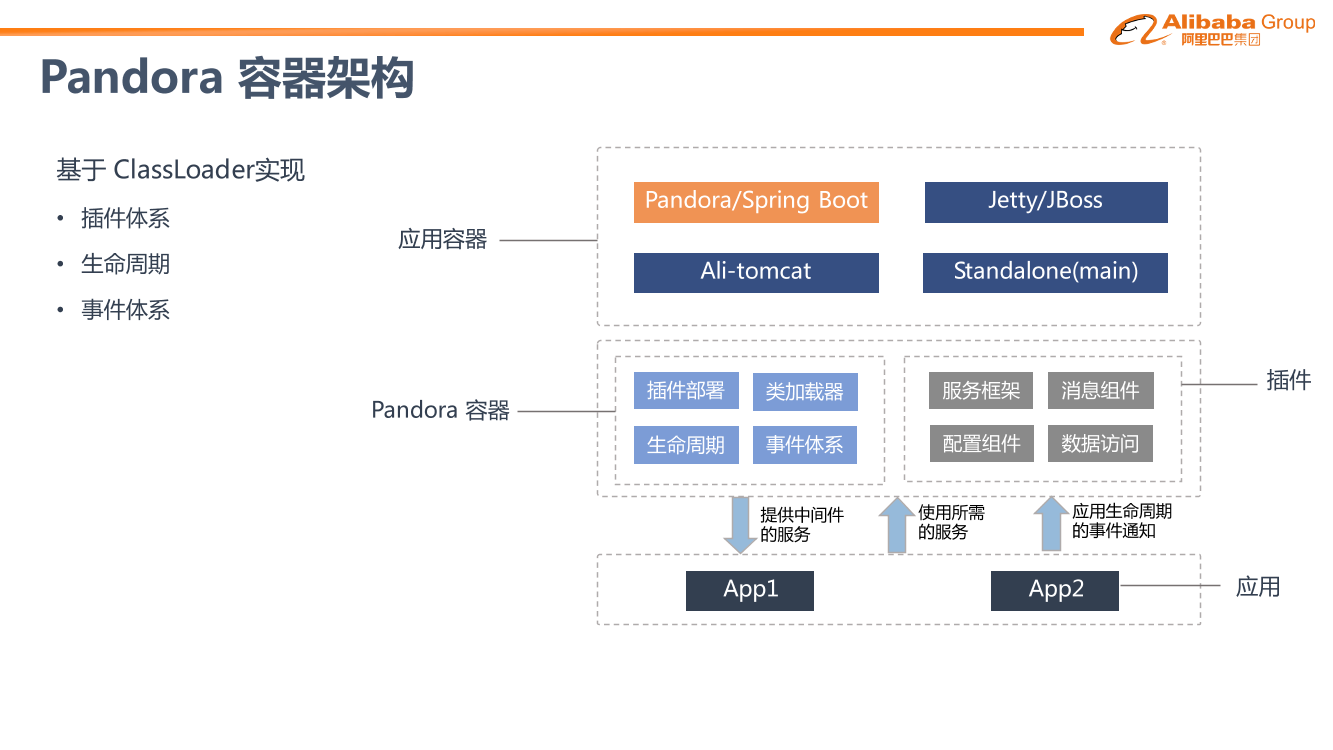 Alibaba Group
阿里巴巴集团
Pandora 容器架构
基于 ClassLoader实现
• 插件体系
• 生命周期
• 事件体系
应用容器
Pandora/Spring Boot
Jetty/JBoss
Ali-tomcat
Standalone(main)
Pandora 容器
插件部署
类加载器
生命周期
事件体系
服务框架
消息组件
配置组件
数据访问
插件
提供中间件
的服务
使用所需
的服务
应用生命周期
的事件通知
App1
App2
应用